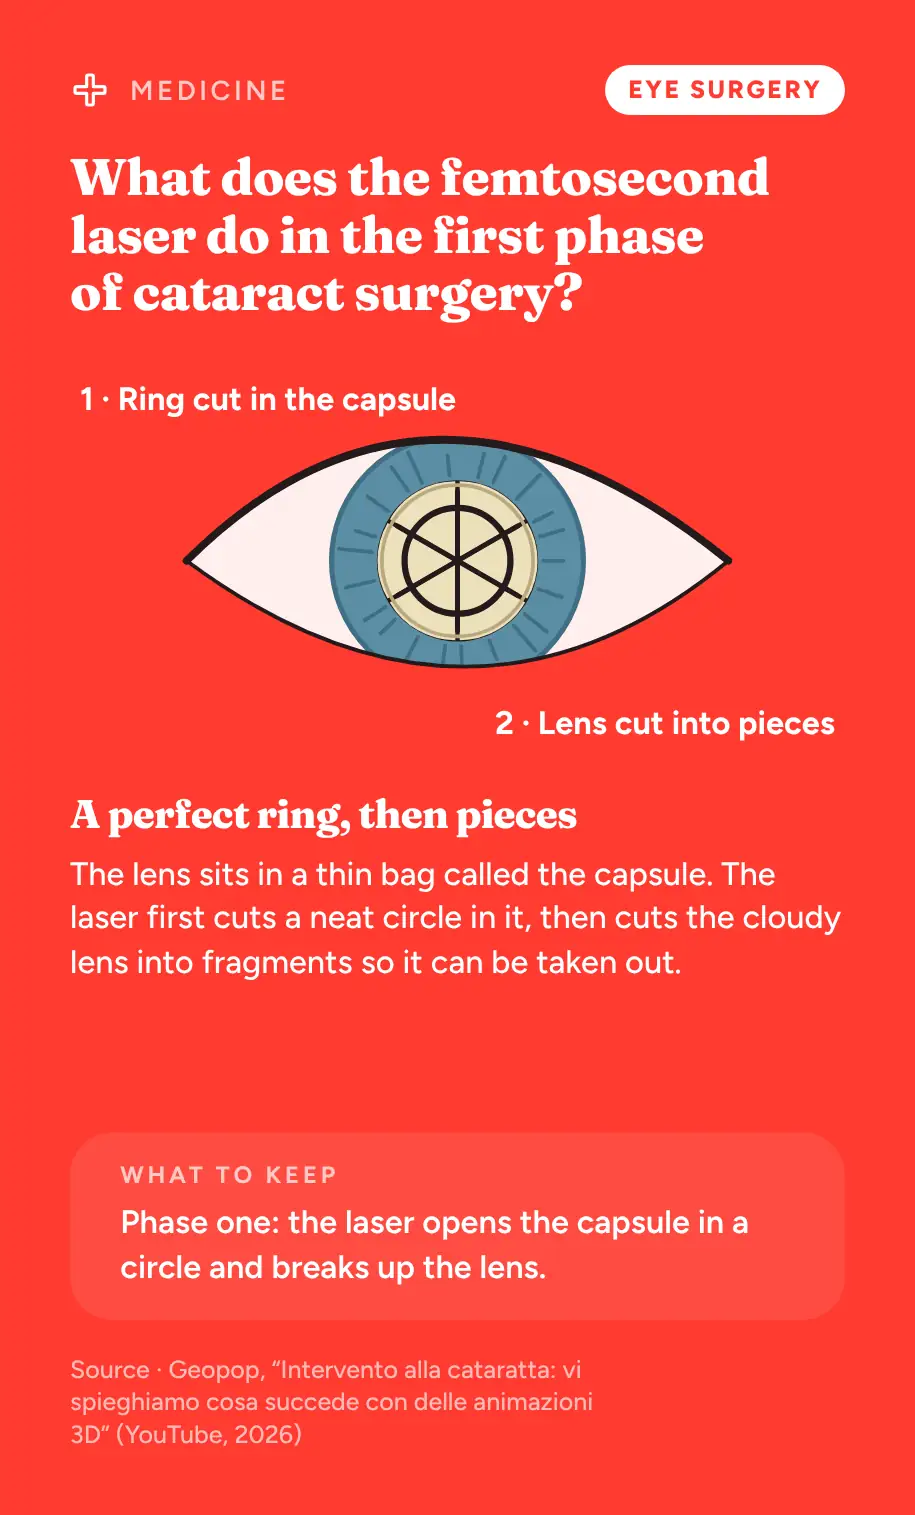 MEDICINE
EYE SURGERY
What does the femtosecond
laser do in the first phase
of cataract surgery?
1 · Ring cut in the capsule
2 · Lens cut into pieces
A perfect ring, then pieces
The lens sits in a thin bag called the capsule. The
laser first cuts a neat circle in it, then cuts the cloudy
lens into fragments so it can be taken out.
WHAT TO KEEP
Phase one: the laser opens the capsule in a
circle and breaks up the lens.
Source · Geopop, “Intervento alla cataratta: vi
spieghiamo cosa succede con delle animazioni
3D” (YouTube, 2026)